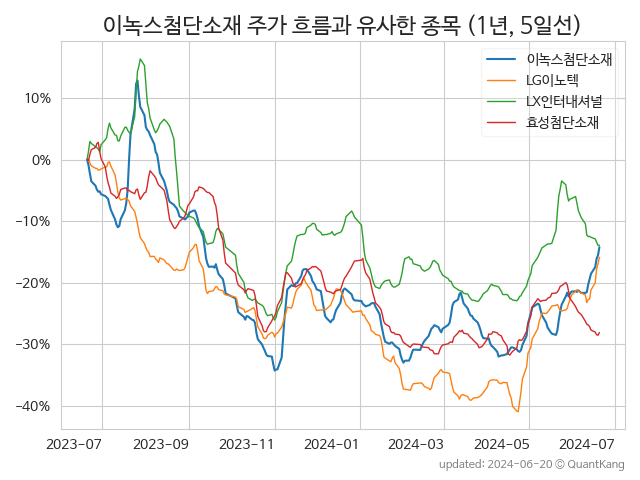 이녹스첨단소재 주가 흐름과 유사한 종목 (1년, 5일선)
이녹스첨단소재
LG이노텍
LX인터내셔널
효성첨단소재
10%
0%
−10%
−20%
−30%
−40%
2023-07 2023-09 2023-11 2024-01 2024-03 2024-05 2024-07
updated: 2024-06-20 © QuantKang